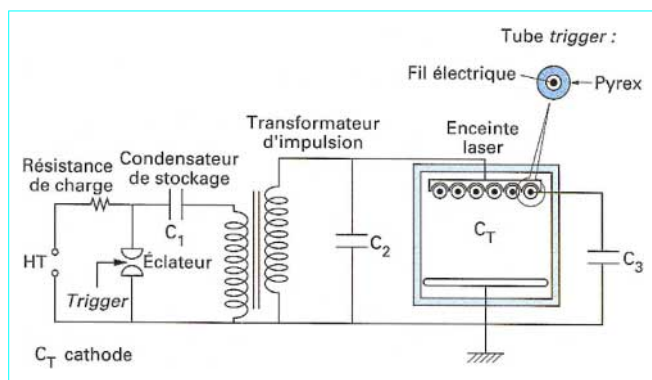 Tube trigger :
Fil électrique
Pyrex
Transformateur
d'impulsion
Enceinte
laser
Résistance
de charge
Condensateur
de stockage
C1
C2
CT
C3
HT
Éclateur
Trigger
CT cathode